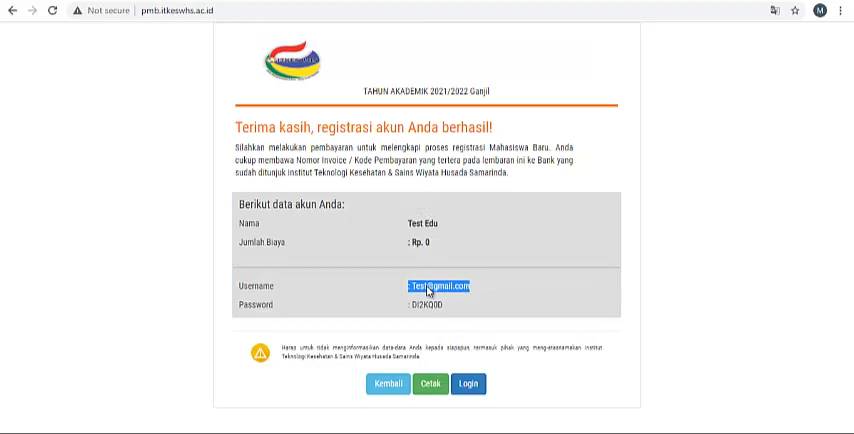 Not secure | pmb.itkeswhs.ac.id
M
TAHUN AKADEMIK 2021/2022 Ganjil
Terima kasih, registrasi akun Anda berhasil!
Silahkan melakukan pembayaran untuk melengkapi proses registrasi Mahasiswa Baru. Anda
cukup membawa Nomor Invoice / Kode Pembayaran yang tertera pada lembaran ini ke Bank yang
sudah ditunjuk Institut Teknologi Kesehatan & Sains Wiyata Husada Samarinda.
Berikut data akun Anda:
Nama Test Edu
Jumlah Biaya : Rp. 0
Username : Test@gmail.com
Password : DI2KQ0D
Harap untuk tidak menginformasikan data-data Anda kepada siapapun, termasuk pihak yang meng-atasnamakan Institut
Teknologi Kesehatan & Sains Wiyata Husada Samarinda.
Kembali Cetak Login